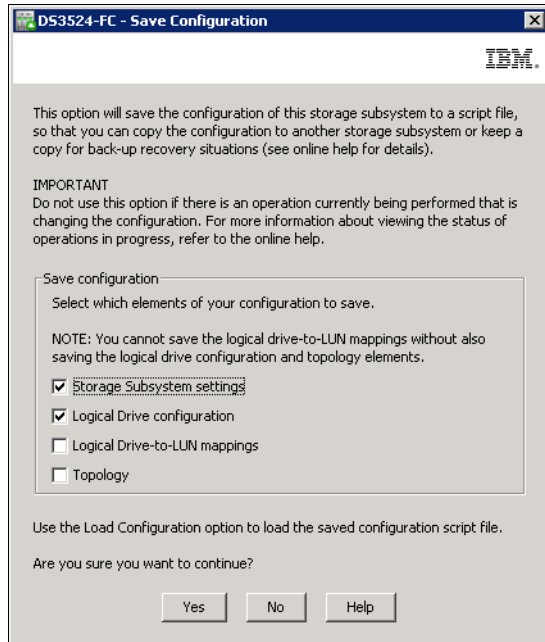 DS3524-FC - Save Configuration
IBM.
This option will save the configuration of this storage subsystem to a script file,
so that you can copy the configuration to another storage subsystem or keep a
copy for back-up recovery situations (see online help for details).
IMPORTANT
Do not use this option if there is an operation currently being performed that is
changing the configuration. For more information about viewing the status of
operations in progress, refer to the online help.
Save configuration
Select which elements of your configuration to save.
NOTE: You cannot save the logical drive-to-LUN mappings without also
saving the logical drive configuration and topology elements.
Storage Subsystem settings
Logical Drive configuration
Logical Drive-to-LUN mappings
Topology
Use the Load Configuration option to load the saved configuration script file.
Are you sure you want to continue?
Yes No Help